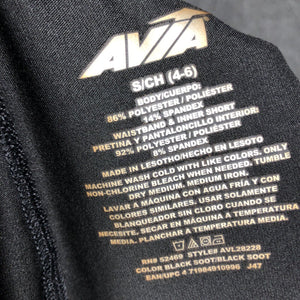 AVIA
S/CH (4-6)
BODY/CUERPO:
86% POLYESTER / POLIÉSTER
14% SPANDEX
WAISTBAND & INNER SHORT
PRETINA Y PANTALONCILLO INTERIOR:
92% POLYESTER / POLIÉSTER
8% SPANDEX
MADE IN LESOTHO/HECHO EN LESOTO
MACHINE WASH COLD WITH LIKE COLORS. ONLY
NON-CHLORINE BLEACH WHEN NEEDED. TUMBLE
DRY MEDIUM. MEDIUM IRON.
LAVAR A MÁQUINA CON AGUA FRÍA Y CON
COLORES SIMILARES. USAR SOLAMENTE
BLANQUEADOR SIN CLORO CUANDO SE
NECESITE. SECAR EN MÁQUINA A TEMPERATURA
MEDIA. PLANCHAR A TEMPERATURA MEDIA.
RN# 52469 STYLE# AVL28228
COLOR BLACK SOOT/BLACK SOOT
EAN/UPC 4 71984910996 J47